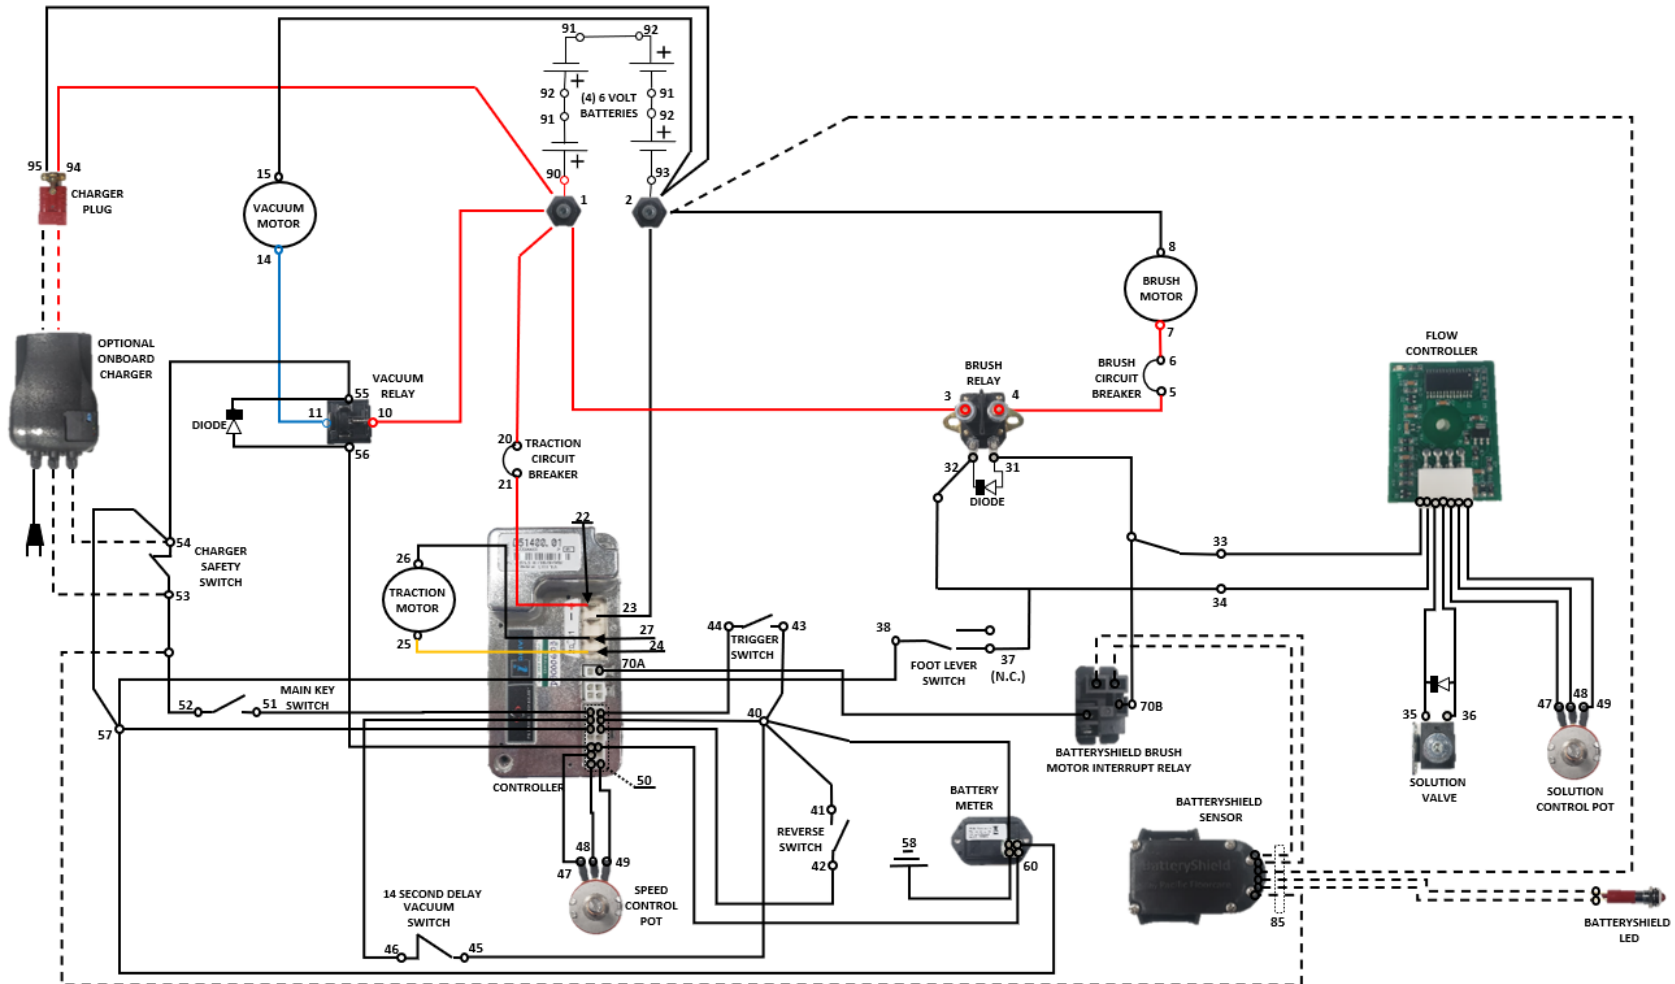 91
92
+
+
92
91
(4) 6 VOLT
BATTERIES
91
92
+
+
95
94
CHARGER
PLUG
15
VACUUM
MOTOR
14
90
93
1
2
8
BRUSH
MOTOR
7
OPTIONAL
ONBOARD
CHARGER
VACUUM
RELAY
55
11
10
DIODE
56
BRUSH
RELAY
3
4
BRUSH
CIRCUIT
BREAKER
6
5
FLOW
CONTROLLER
20
TRACTION
CIRCUIT
BREAKER
21
32
31
DIODE
22
54
CHARGER
SAFETY
SWITCH
53
26
TRACTION
MOTOR
25
23
27
24
70A
33
34
44
43
TRIGGER
SWITCH
38
FOOT LEVER
SWITCH
37
(N.C.)
52
51
MAIN KEY
SWITCH
57
40
70B
BATTERYSHIELD BRUSH
MOTOR INTERRUPT RELAY
35
36
SOLUTION
VALVE
47
48
49
SOLUTION
CONTROL POT
CONTROLLER
50
BATTERY
METER
60
58
41
REVERSE
SWITCH
42
BATTERYSHIELD
SENSOR
85
BATTERYSHIELD
LED
47
48
49
SPEED
CONTROL
POT
14 SECOND DELAY
VACUUM
SWITCH
46
45